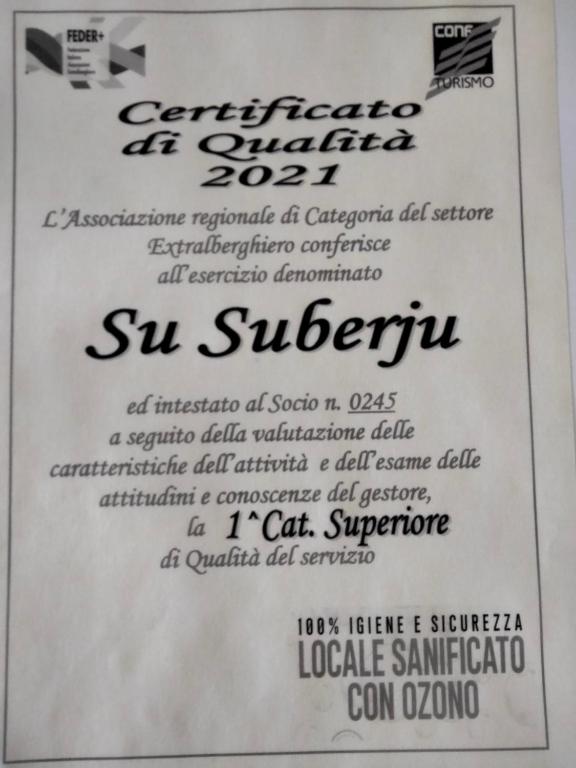 FEDER+
CONF
TURISMO
Certificato
di Qualità
2021
L'Associazione regionale di Categoria del settore
Extralberghiero conferisce
all'esercizio denominato
Su Suberju
ed intestato al Socio n. 0245
a seguito della valutazione delle
caratteristiche dell'attività e dell'esame delle
attitudini e conoscenze del gestore,
la 1^Cat. Superiore
di Qualità del servizio
100% IGIENE E SICUREZZA
LOCALE SANIFICATO
CON OZONO